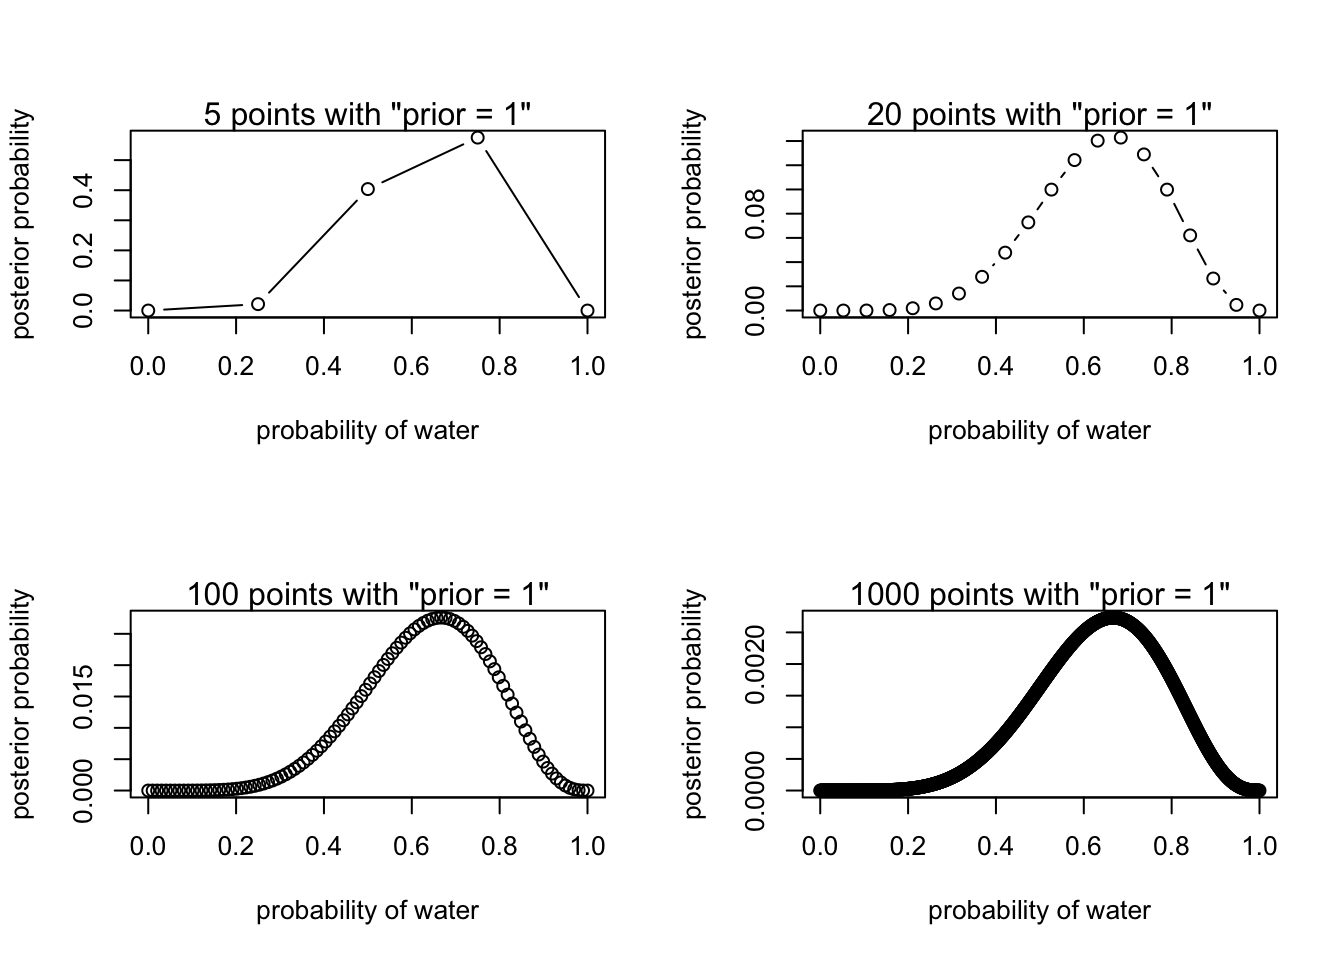 5 points with "prior = 1"
posterior probability
0.4
0.2
0.0
0.0 0.2 0.4 0.6 0.8 1.0
probability of water
20 points with "prior = 1"
posterior probability
0.08
0.00
0.0 0.2 0.4 0.6 0.8 1.0
probability of water
100 points with "prior = 1"
posterior probability
0.015
0.000
0.0 0.2 0.4 0.6 0.8 1.0
probability of water
1000 points with "prior = 1"
posterior probability
0.0020
0.0000
0.0 0.2 0.4 0.6 0.8 1.0
probability of water